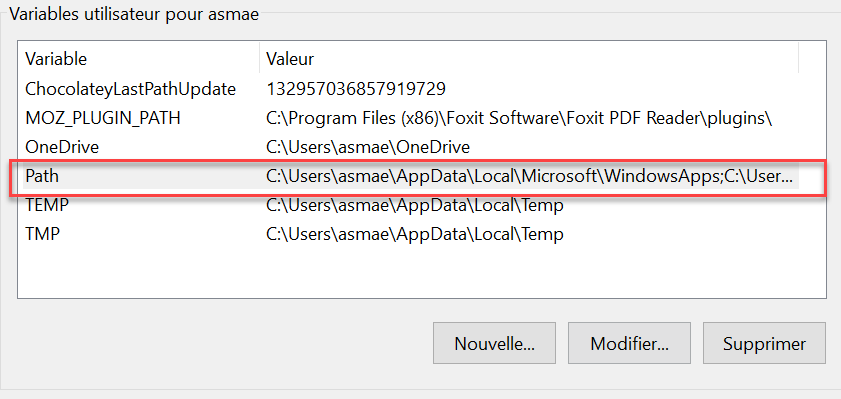 Variables utilisateur pour asmae
Variable Valeur
ChocolateyLastPathUpdate 132957036857919729
MOZ_PLUGIN_PATH C:\Program Files (x86)\Foxit Software\Foxit PDF Reader\plugins\
OneDrive C:\Users\asmae\OneDrive
Path C:\Users\asmae\AppData\Local\Microsoft\WindowsApps;C:\User...
TEMP C:\Users\asmae\AppData\Local\Temp
TMP C:\Users\asmae\AppData\Local\Temp
Nouvelle... Modifier... Supprimer